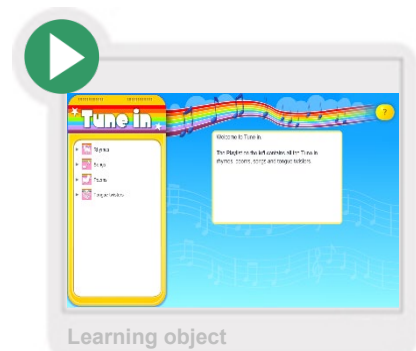 Tune in
?
Welcome to Tune in
The Playlist on the left contains all the Tune in
rhymes, poems, songs and tongue twisters.
Rhymes
Songs
Poems
Tongue twisters
Learning object